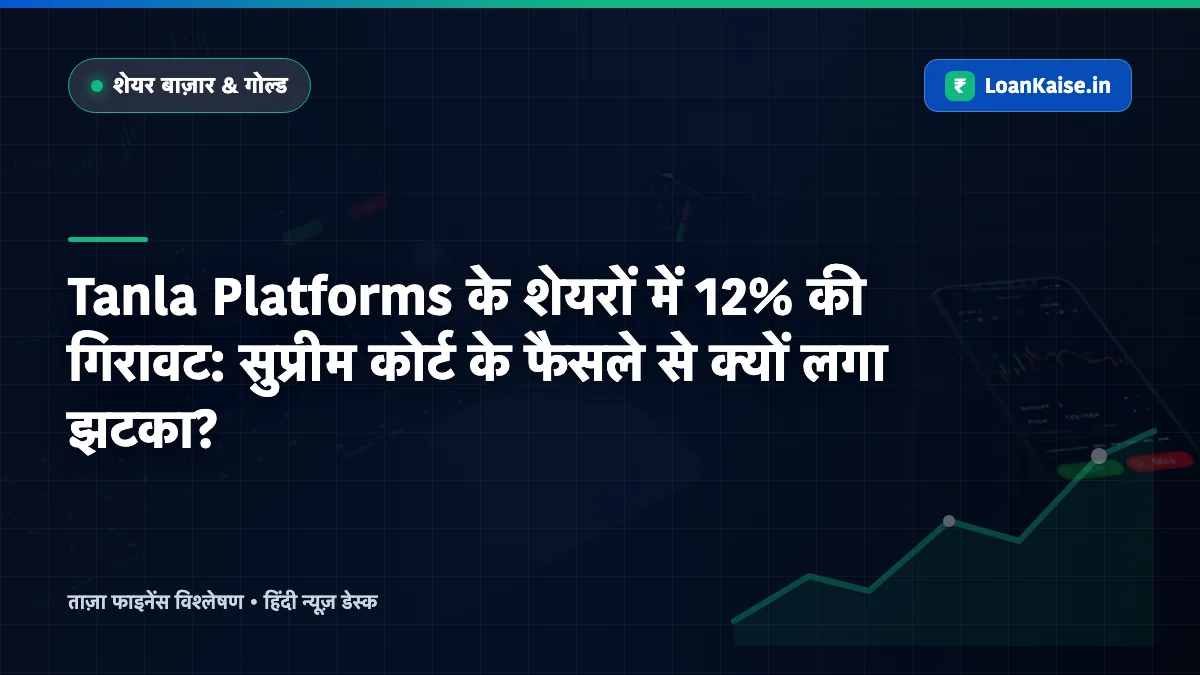 शेयर बाज़ार & गोल्ड
₹ LoanKaise.in
Tanla Platforms के शेयरों में 12% की
गिरावट: सुप्रीम कोर्ट के फैसले से क्यों लगा
झटका?
ताज़ा फाइनेंस विश्लेषण • हिंदी न्यूज़ डेस्क